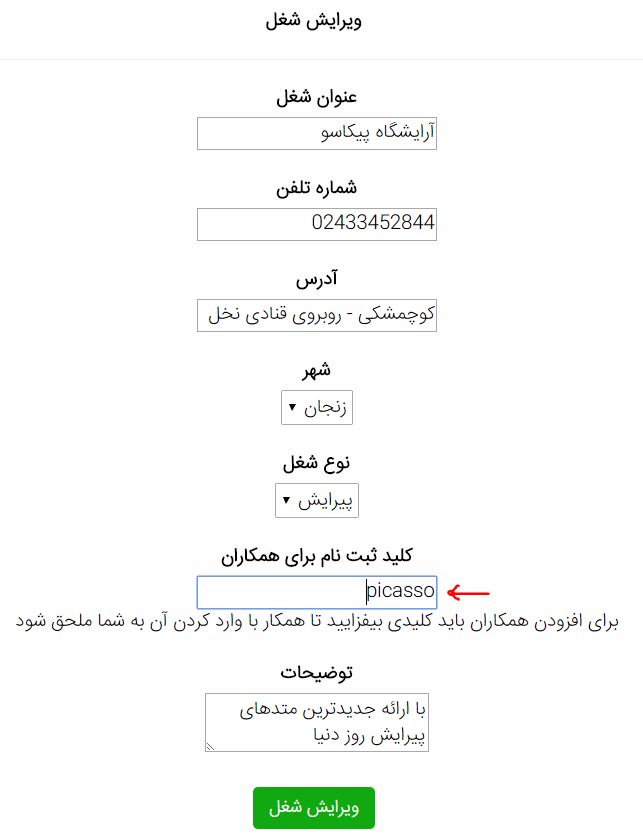 ویرایش شغل
عنوان شغل
آرایشگاه پیکاسو
شماره تلفن
02433452844
آدرس
کوچمشکی - روبروی قنادی نخل
شهر
زنجان
نوع شغل
پیرایش
کلید ثبت نام برای همکاران
picasso
برای افزودن همکاران باید کلیدی بیفزایید تا همکار با وارد کردن آن به شما ملحق شود
توضیحات
با ارائه جدیدترین متدهای
پیرایش روز دنیا
ویرایش شغل